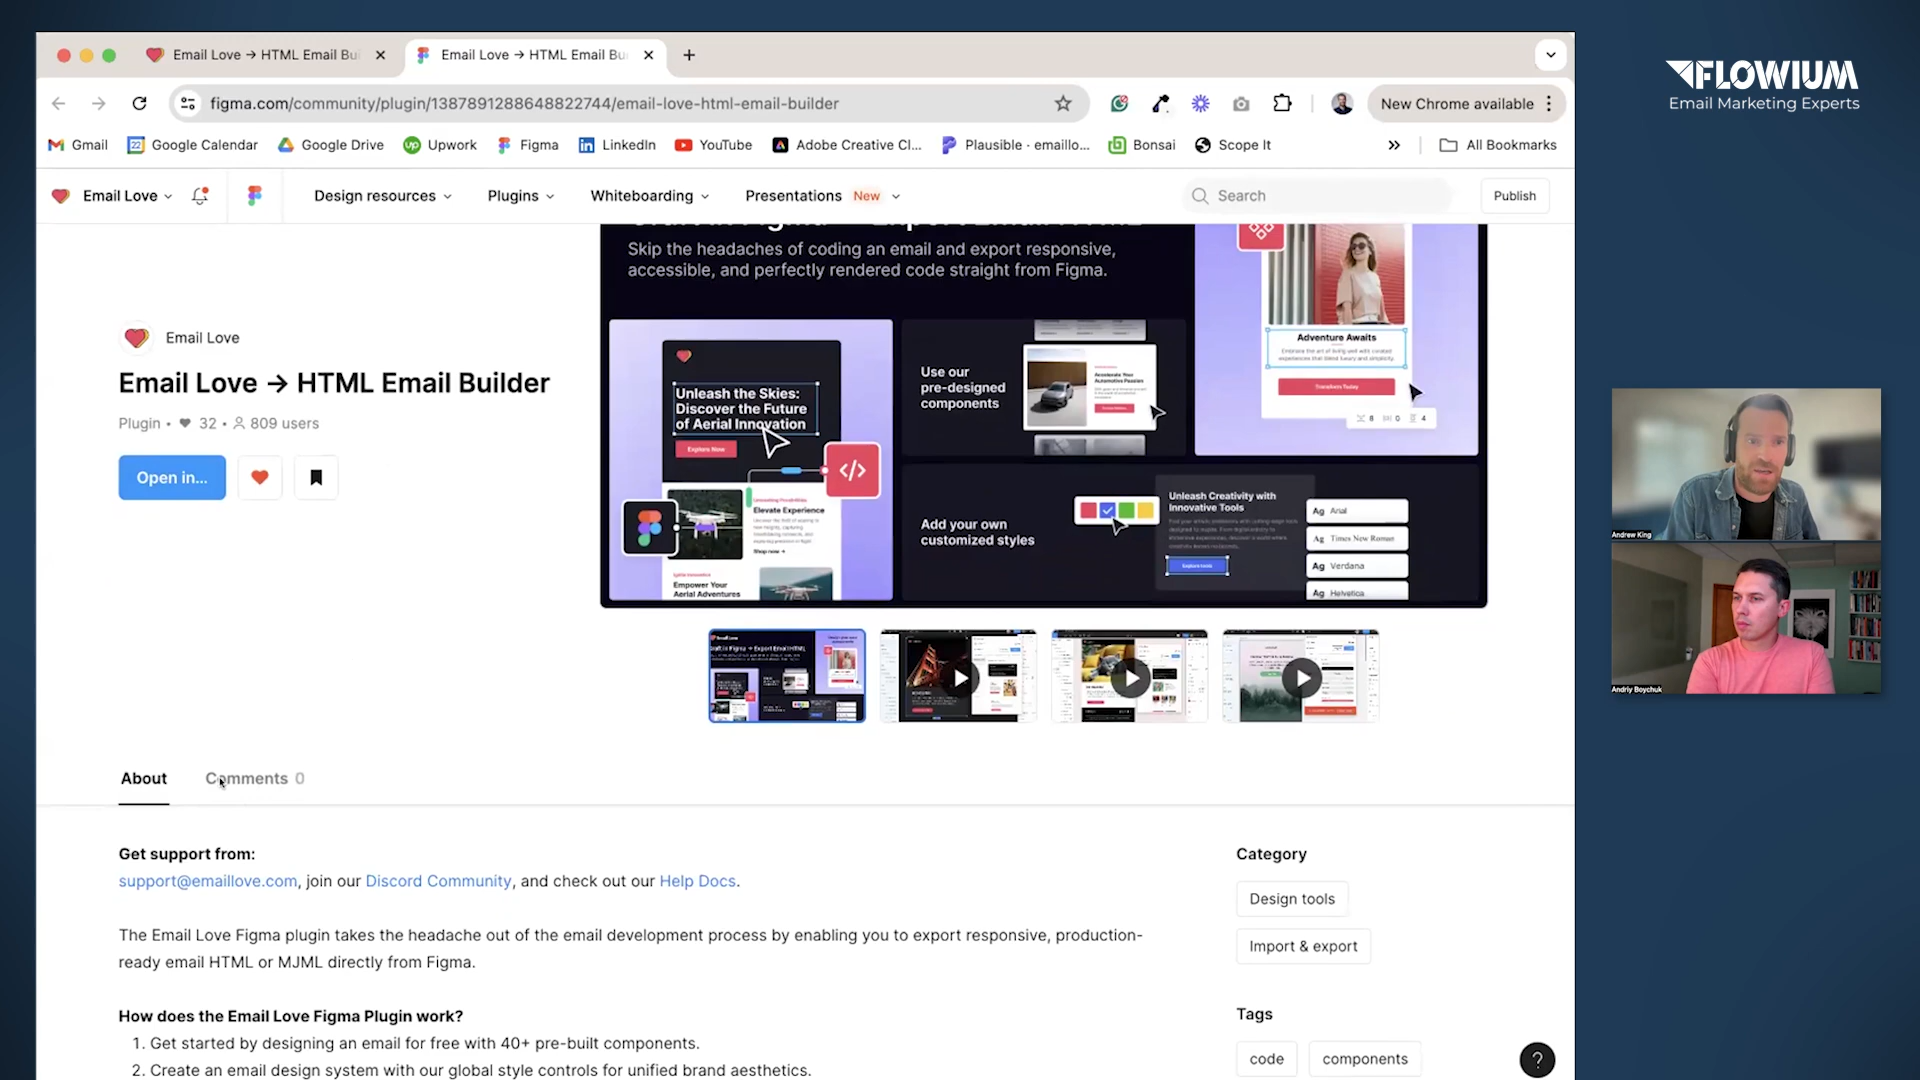 Email Love → HTML Email Bu
Email Love → HTML Email Bu
figma.com/community/plugin/1387891288648822744/email-love-html-email-builder
New Chrome available
Gmail
Google Calendar
Google Drive
Upwork
Figma
LinkedIn
YouTube
Adobe Creative Cl...
Plausible · emaillo...
Bonsai
Scope It
All Bookmarks
Email Love
Design resources
Plugins
Whiteboarding
Presentations New
Search
Publish
Skip the headaches of coding an email and export responsive,
accessible, and perfectly rendered code straight from Figma.
Email Love
Email Love → HTML Email Builder
Plugin • 32 • 809 users
Open in...
Unleash the Skies:
Discover the Future
of Aerial Innovation
Explore Now
Elevate Experience
Shop now →
Empower Your
Aerial Adventures
Use our
pre-designed
components
Adventure Awaits
Transform Today
Add your own
customized styles
Unleash Creativity with
Innovative Tools
Explore tools
Ag Arial
Ag Times New Roman
Ag Verdana
Ag Helvetica
About
Comments 0
Get support from:
support@emaillove.com, join our Discord Community, and check out our Help Docs.
The Email Love Figma plugin takes the headache out of the email development process by enabling you to export responsive, production-
ready email HTML or MJML directly from Figma.
How does the Email Love Figma Plugin work?
1. Get started by designing an email for free with 40+ pre-built components.
2. Create an email design system with our global style controls for unified brand aesthetics.
Category
Design tools
Import & export
Tags
code
components
?
FLOWIUM
Email Marketing Experts
Andrew King
Andriy Boychuk